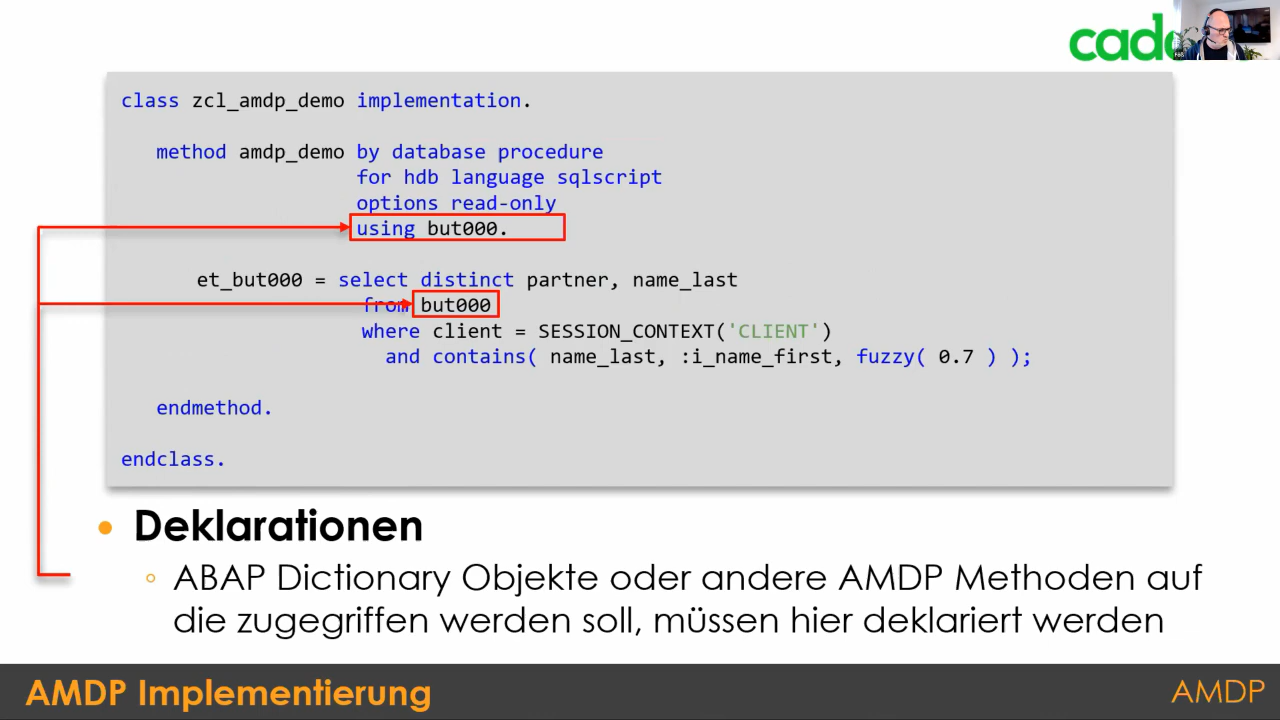 cad
class zcl_amdp_demo implementation.
method amdp_demo by database procedure
for hdb language sqlscript
options read-only
using but000.
et_but000 = select distinct partner, name_last
from but000
where client = SESSION_CONTEXT('CLIENT')
and contains( name_last, :i_name_first, fuzzy( 0.7 ) );
endmethod.
endclass.
• Deklarationen
◦ ABAP Dictionary Objekte oder andere AMDP Methoden auf
die zugegriffen werden soll, müssen hier deklariert werden
AMDP Implementierung
AMDP